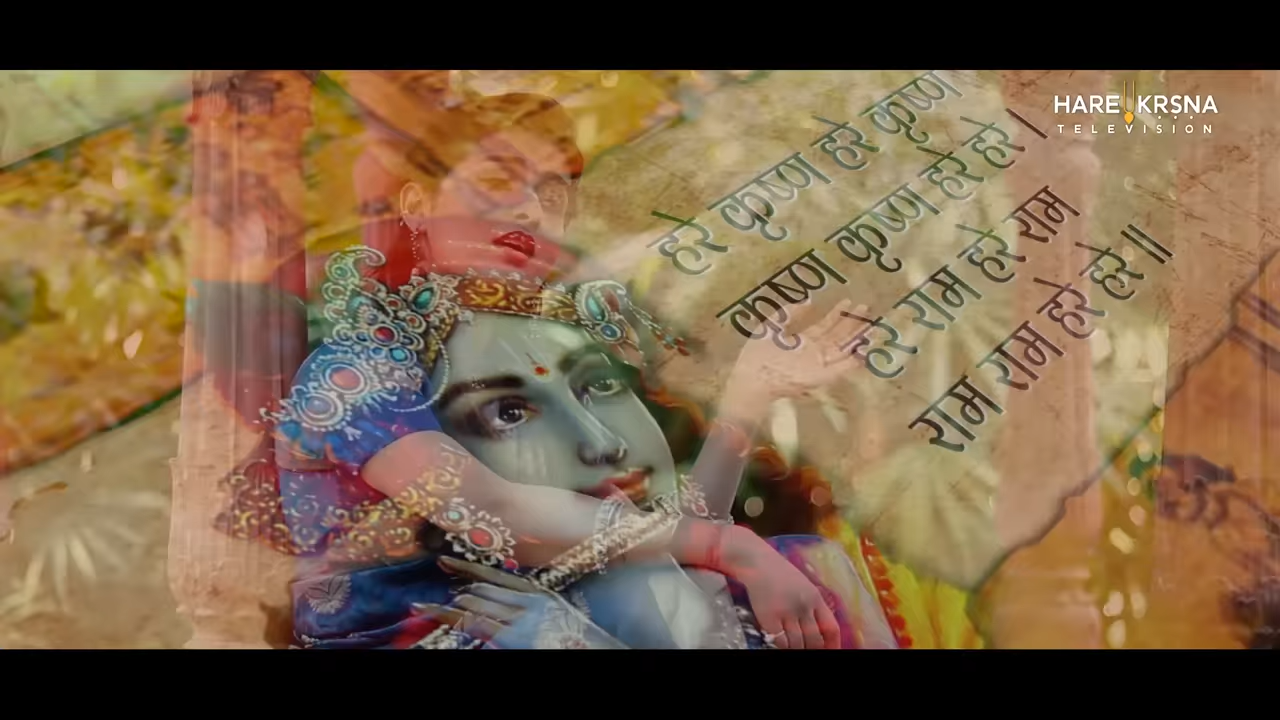 HARE KRSNA
TELEVISION
हरे कृष्ण हरे कृष्ण
कृष्ण कृष्ण हरे हरे।
हरे राम हरे राम
राम राम हरे हरे॥